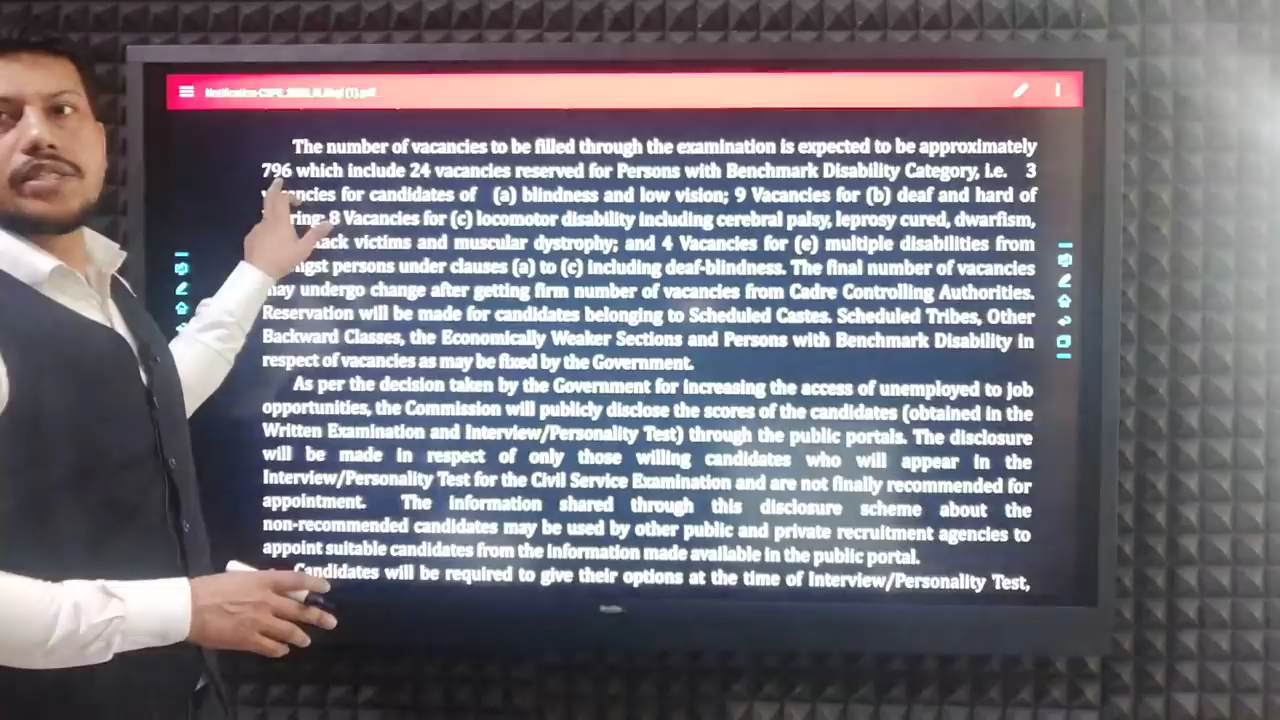 The number of vacancies to be filled through the examination is expected to be approximately
796 which include 24 vacancies reserved for Persons with Benchmark Disability Category, i.e. 3
for candidates of (a) blindness and low vision; 9 Vacancies for (b) deaf and hard of
8 Vacancies for (c) locomotor disability including cerebral palsy, leprosy cured, dwarfism,
victims and muscular dystrophy; and 4 Vacancies for (e) multiple disabilities from
persons under clauses (a) to (c) including deaf-blindness. The final number of vacancies
may undergo change after getting firm number of vacancies from Cadre Controlling Authorities.
Reservation will be made for candidates belonging to Scheduled Castes. Scheduled Tribes, Other
Backward Classes, the Economically Weaker Sections and Persons with Benchmark Disability in
respect of vacancies as may be fixed by the Government.
As per the decision taken by the Government for increasing the access of unemployed to job
opportunities, the Commission will publicly disclose the scores of the candidates (obtained in the
Written Examination and Interview/Personality Test) through the public portals. The disclosure
will be made in respect of only those willing candidates who will appear in the
Interview/Personality Test for the Civil Service Examination and are not finally recommended for
appointment. The information shared through this disclosure scheme about the
non-recommended candidates may be used by other public and private recruitment agencies to
appoint suitable candidates from the information made available in the public portal.
Candidates will be required to give their options at the time of Interview/Personality Test,